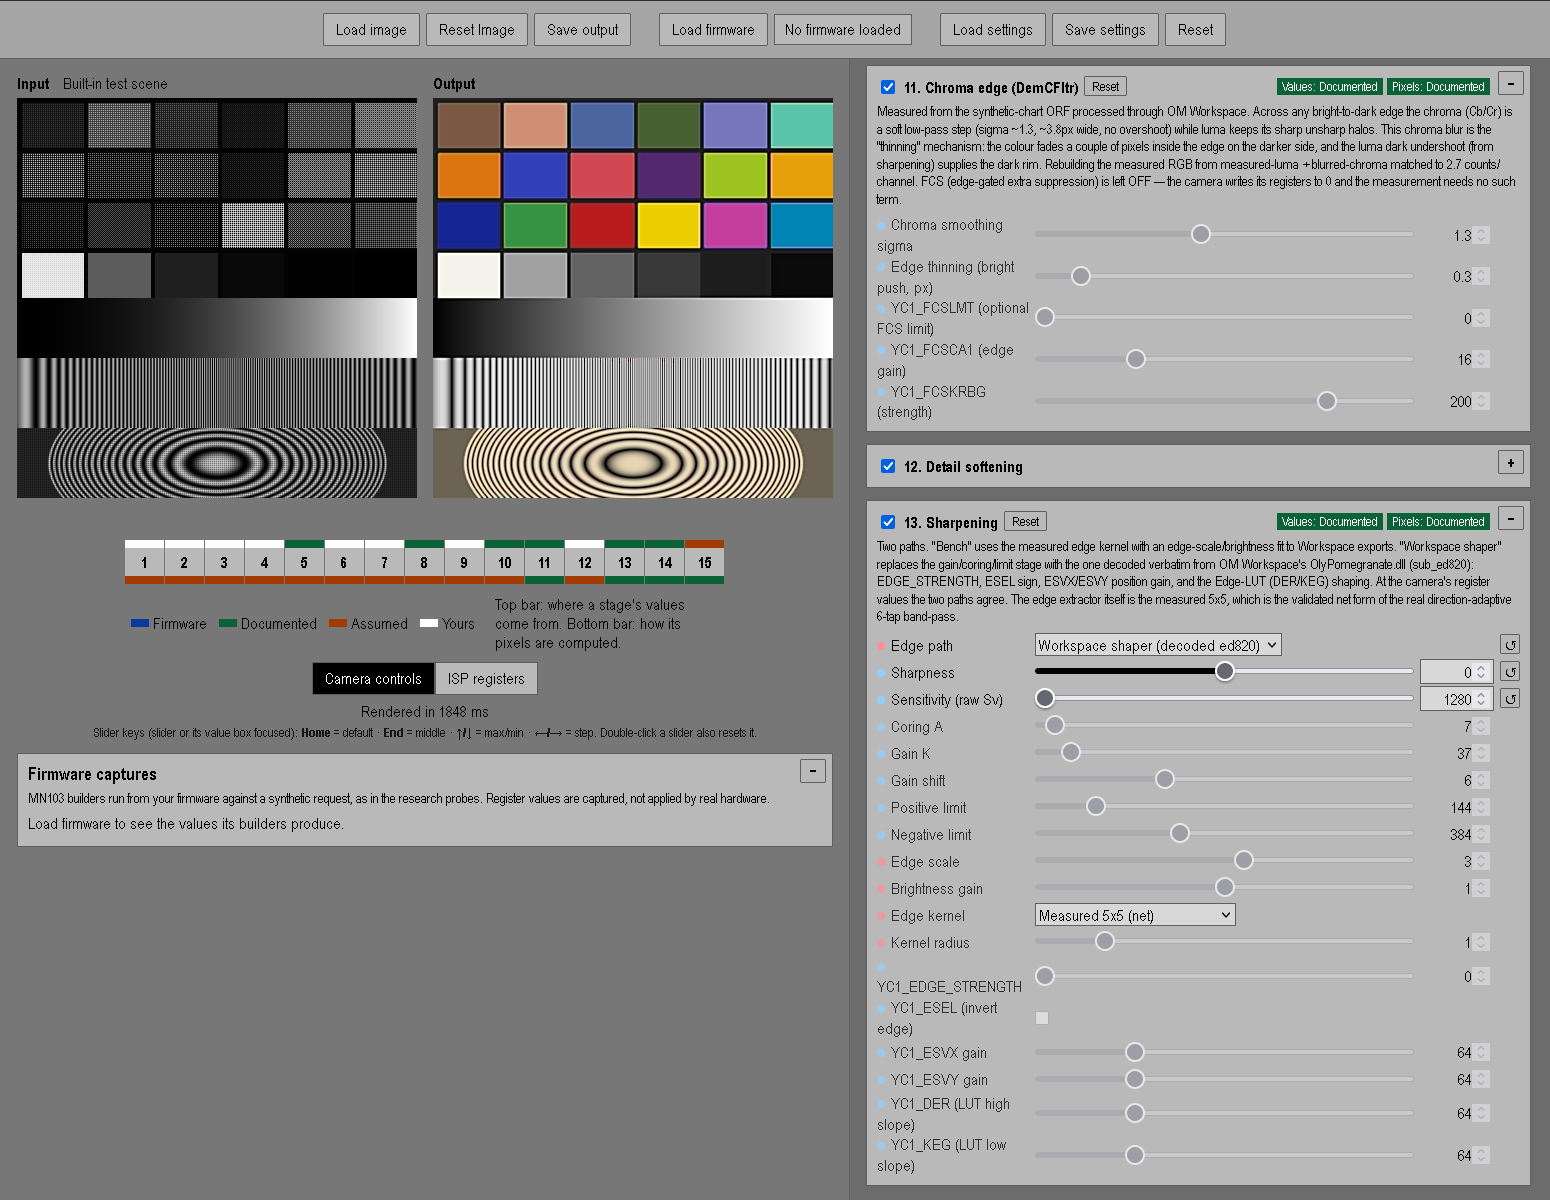 Load image
Reset Image
Save output
Load firmware
No firmware loaded
Load settings
Save settings
Reset
Input Built-in test scene
Output
1 2 3 4 5 6 7 8 9 10 11 12 13 14 15
Firmware
Documented
Assumed
Yours
Top bar: where a stage's values
come from. Bottom bar: how its
pixels are computed.
Camera controls
ISP registers
Rendered in 1848 ms
Slider keys (slider or its value box focused): Home = default · End = middle · ↑/↓ = max/min · ←/→ = step. Double-click a slider also resets it.
Firmware captures
-
MN103 builders run from your firmware against a synthetic request, as in the research probes. Register values are captured, not applied by real hardware.
Load firmware to see the values its builders produce.
11. Chroma edge (DemCFltr)
Reset
Values: Documented
Pixels: Documented
-
Measured from the synthetic-chart ORF processed through OM Workspace. Across any bright-to-dark edge the chroma (Cb/Cr) is
a soft low-pass step (sigma ~1.3, ~3.8px wide, no overshoot) while luma keeps its sharp unsharp halos. This chroma blur is the
"thinning" mechanism: the colour fades a couple of pixels inside the edge on the darker side, and the luma dark undershoot (from
sharpening) supplies the dark rim. Rebuilding the measured RGB from measured-luma + blurred-chroma matched to 2.7 counts/
channel. FCS (edge-gated extra suppression) is left OFF — the camera writes its registers to 0 and the measurement needs no such
term.
Chroma smoothing
sigma
1.3
Edge thinning (bright
push, px)
0.3
YC1_FCSLMT (optional
FCS limit)
0
YC1_FCSCA1 (edge
gain)
16
YC1_FCSKRBG
(strength)
200
12. Detail softening
+
13. Sharpening
Reset
Values: Documented
Pixels: Documented
-
Two paths. "Bench" uses the measured edge kernel with an edge-scale/brightness fit to Workspace exports. "Workspace shaper"
replaces the gain/coring/limit stage with the one decoded verbatim from OM Workspace's OlyPomegranate.dll (sub_ed820):
EDGE_STRENGTH, ESEL sign, ESVX/ESVY position gain, and the Edge-LUT (DER/KEG) shaping. At the camera's register
values the two paths agree. The edge extractor itself is the measured 5x5, which is the validated net form of the real direction-adaptive
6-tap band-pass.
Edge path
Workspace shaper (decoded ed820)
↺
Sharpness
0
↺
Sensitivity (raw Sv)
1280
↺
Coring A
7
Gain K
37
Gain shift
6
Positive limit
144
Negative limit
384
Edge scale
3
Brightness gain
1
Edge kernel
Measured 5x5 (net)
Kernel radius
1
YC1_EDGE_STRENGTH
0
YC1_ESEL (invert
edge)
YC1_ESVX gain
64
YC1_ESVY gain
64
YC1_DER (LUT high
slope)
64
YC1_KEG (LUT low
slope)
64